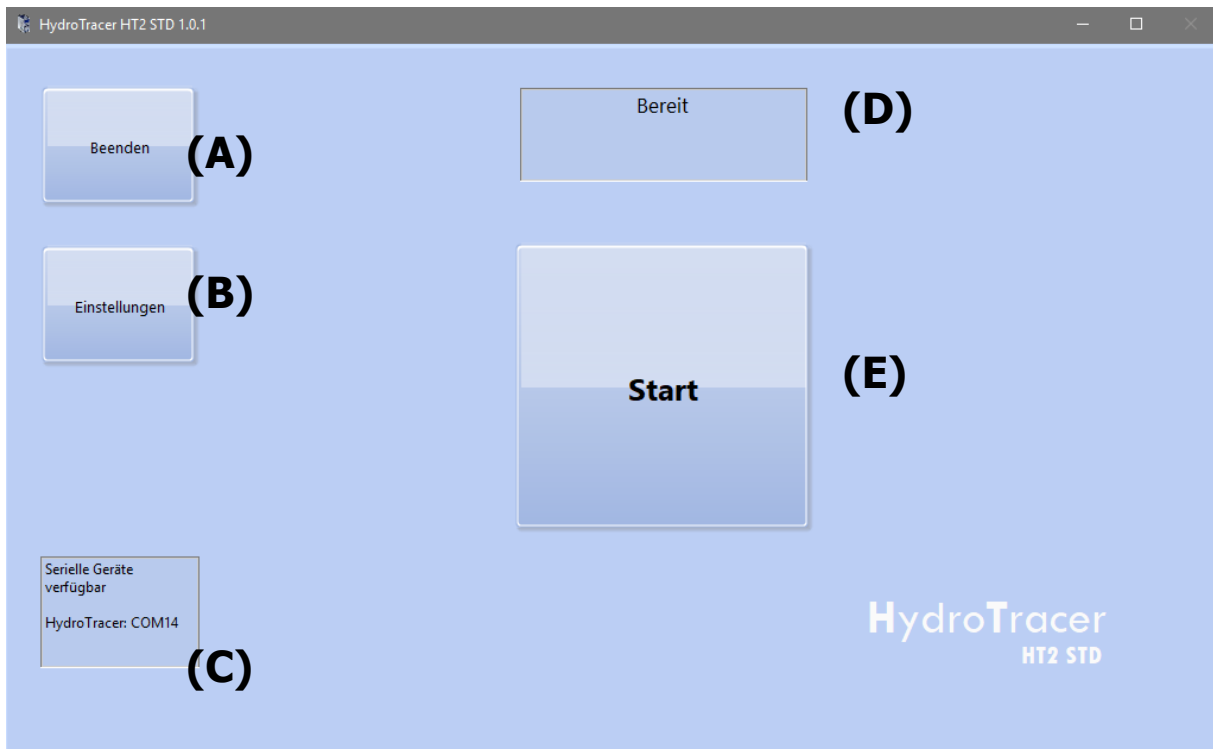 HydroTracer HT2 STD 1.0.1
Beenden
(A)
Bereit
(D)
Einstellungen
(B)
Start
(E)
Serielle Geräte
verfügbar
HydroTracer: COM14
(C)
HydroTracer
HT2 STD